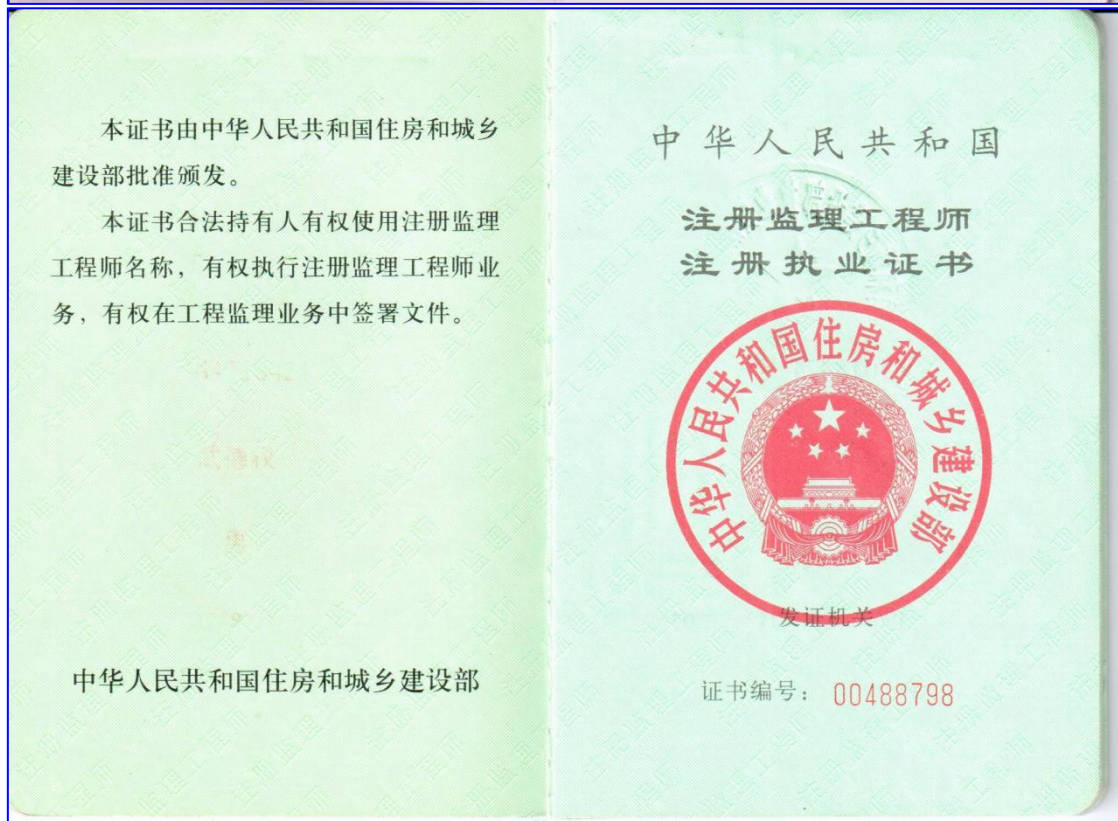 本证书由中华人民共和国住房和城乡
建设部批准颁发。
本证书合法持有人有权使用注册监理
工程师名称，有权执行注册监理工程师业
务，有权在工程监理业务中签署文件。
中华人民共和国住房和城乡建设部
中华人民共和国
注册监理工程师
注册执业证书
中华人民共和国住房和城乡建设部
发证机关
证书编号：00488798